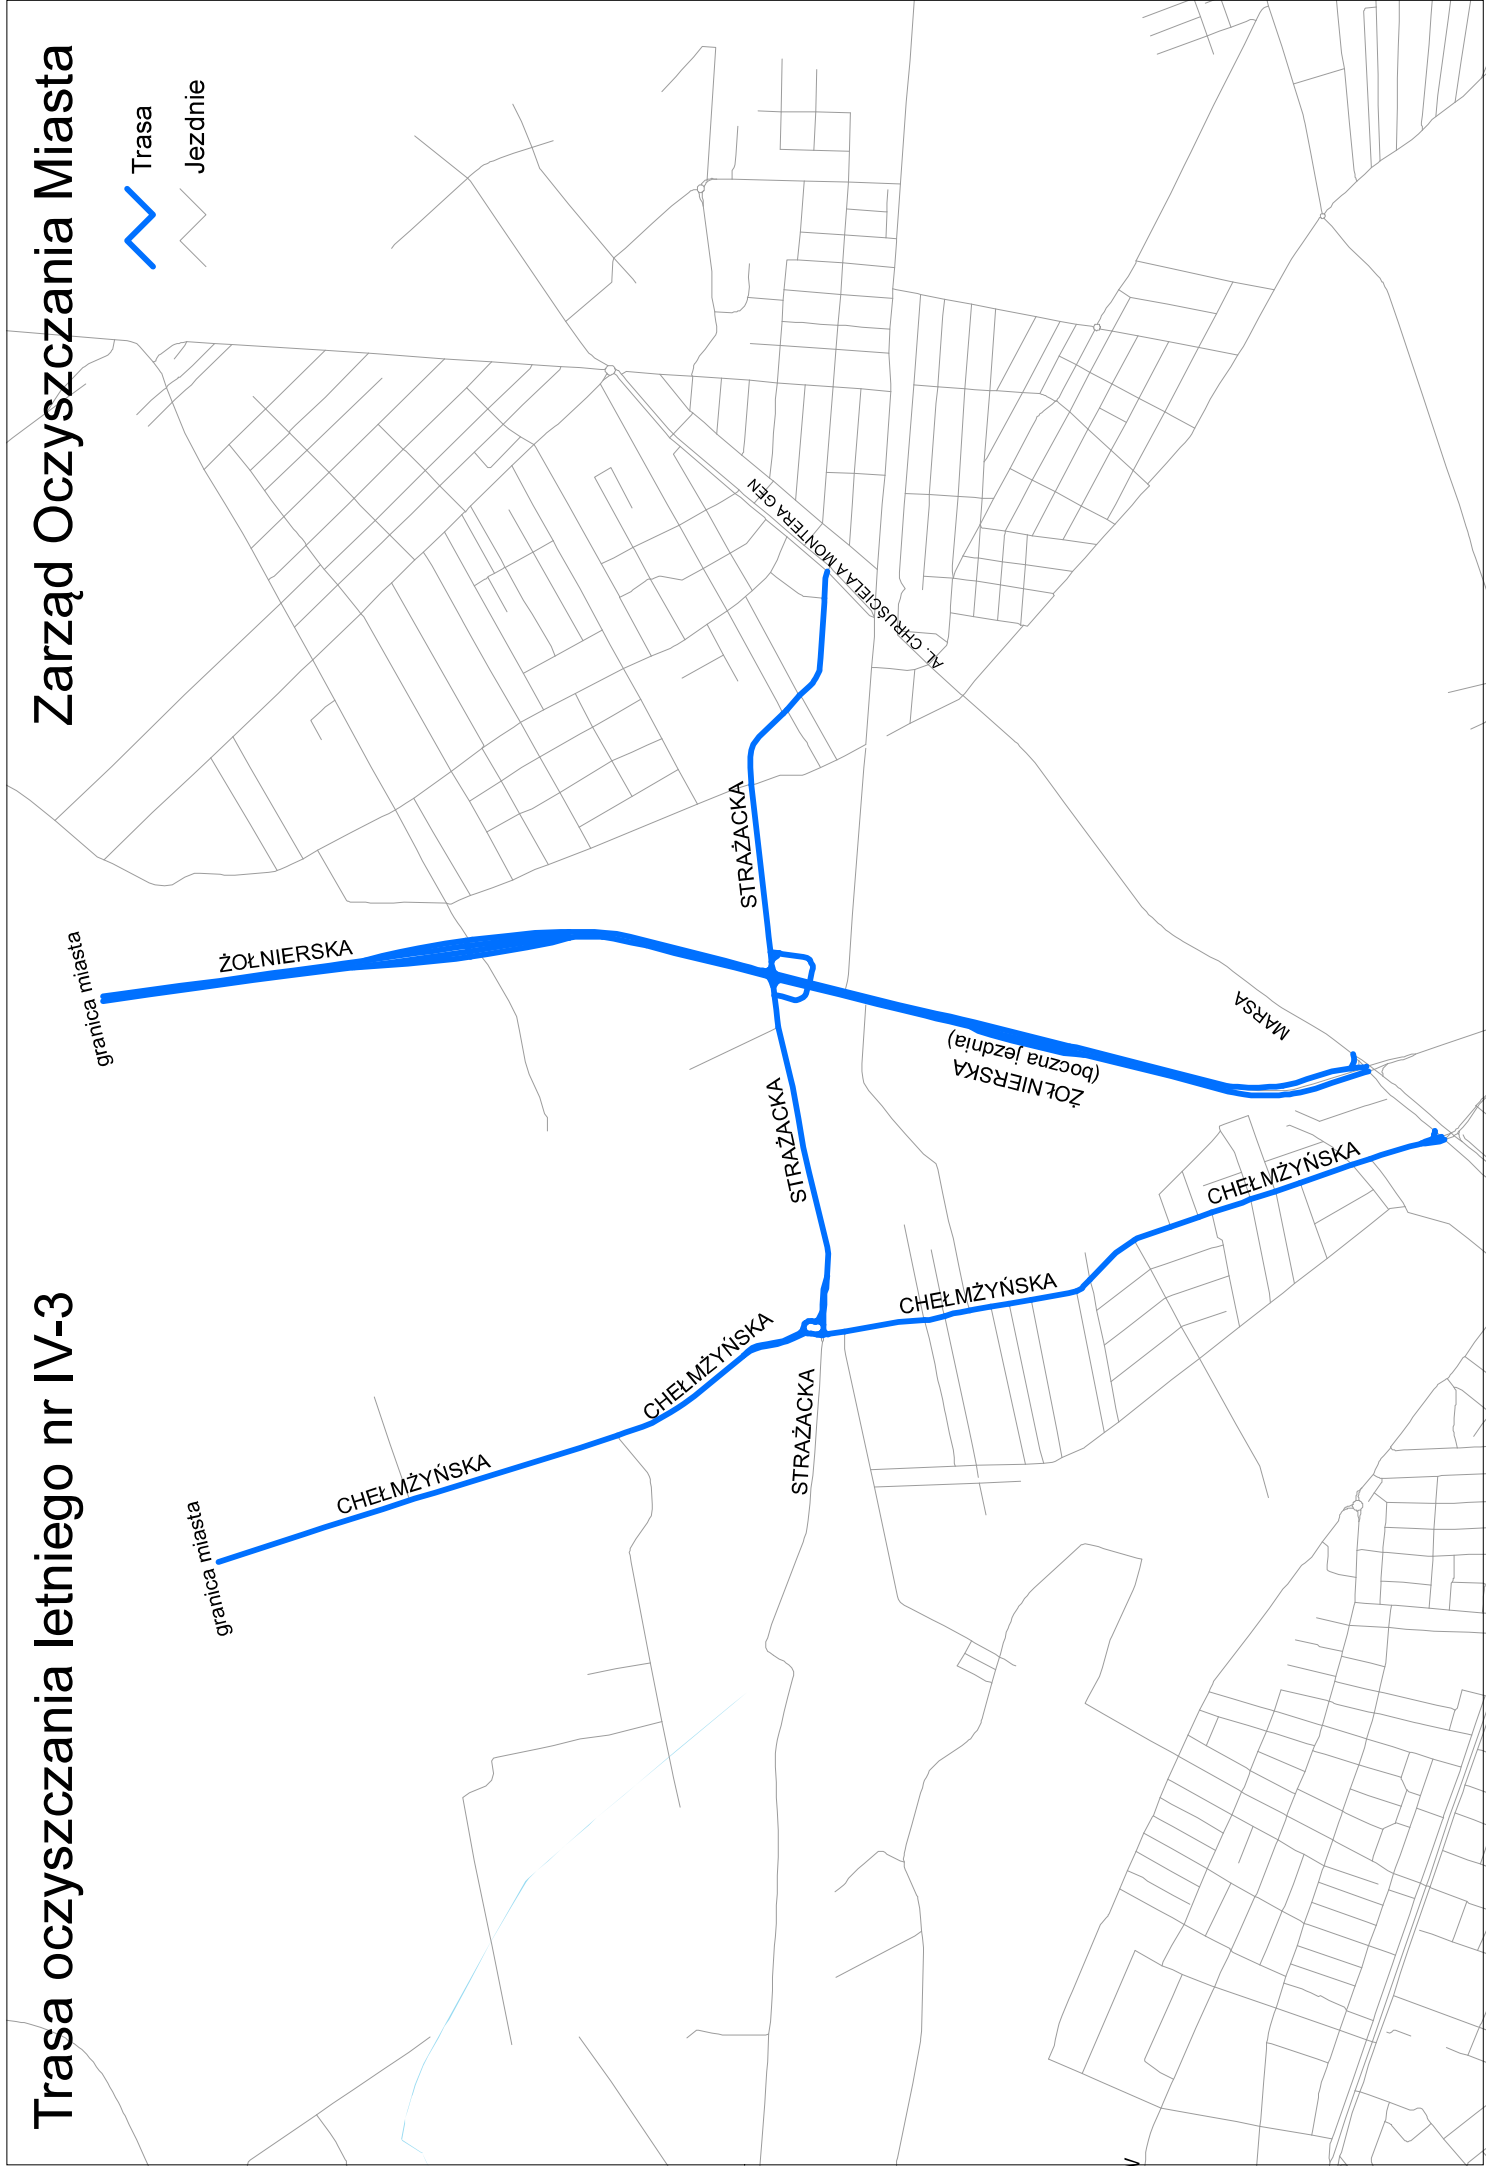 Trasa oczyszczania letniego nr IV-3
Zarząd Oczyszczania Miasta
Trasa
Jezdnie
granica miasta
granica miasta
ŻOŁNIERSKA
CHEŁMŻYŃSKA
CHEŁMŻYŃSKA
STRAŻACKA
STRAŻACKA
STRAŻACKA
AL. CHRUŚCIELA A MONTERA GEN
CHEŁMŻYŃSKA
ŻOŁNIERSKA
(boczna jezdnia)
CHEŁMŻYŃSKA
MARSA